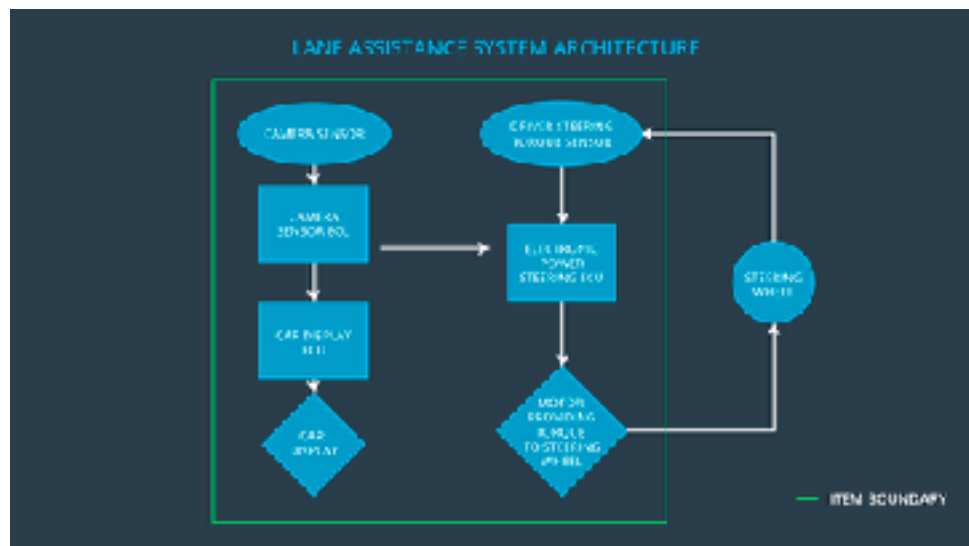 LANE ASSISTANCE SYSTEM ARCHITECTURE
CAMERA SENSOR
DRIVER STEERING
TORQUE SENSOR
CAMERA
SENSOR ECU
ELECTRONIC
POWER
STEERING ECU
STEERING
WHEEL
CAR DISPLAY
ECU
CAR
DISPLAY
MOTOR
PROVIDING
TORQUE
TO STEERING
WHEEL
ITEM BOUNDARY